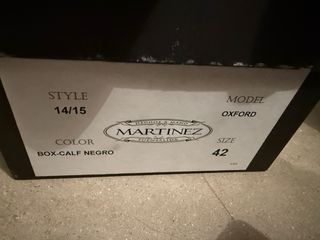 STYLE
14/15
COLOR
BOX-CALF NEGRO
MARTINEZ
MODEL
OXFORD
SIZE
42